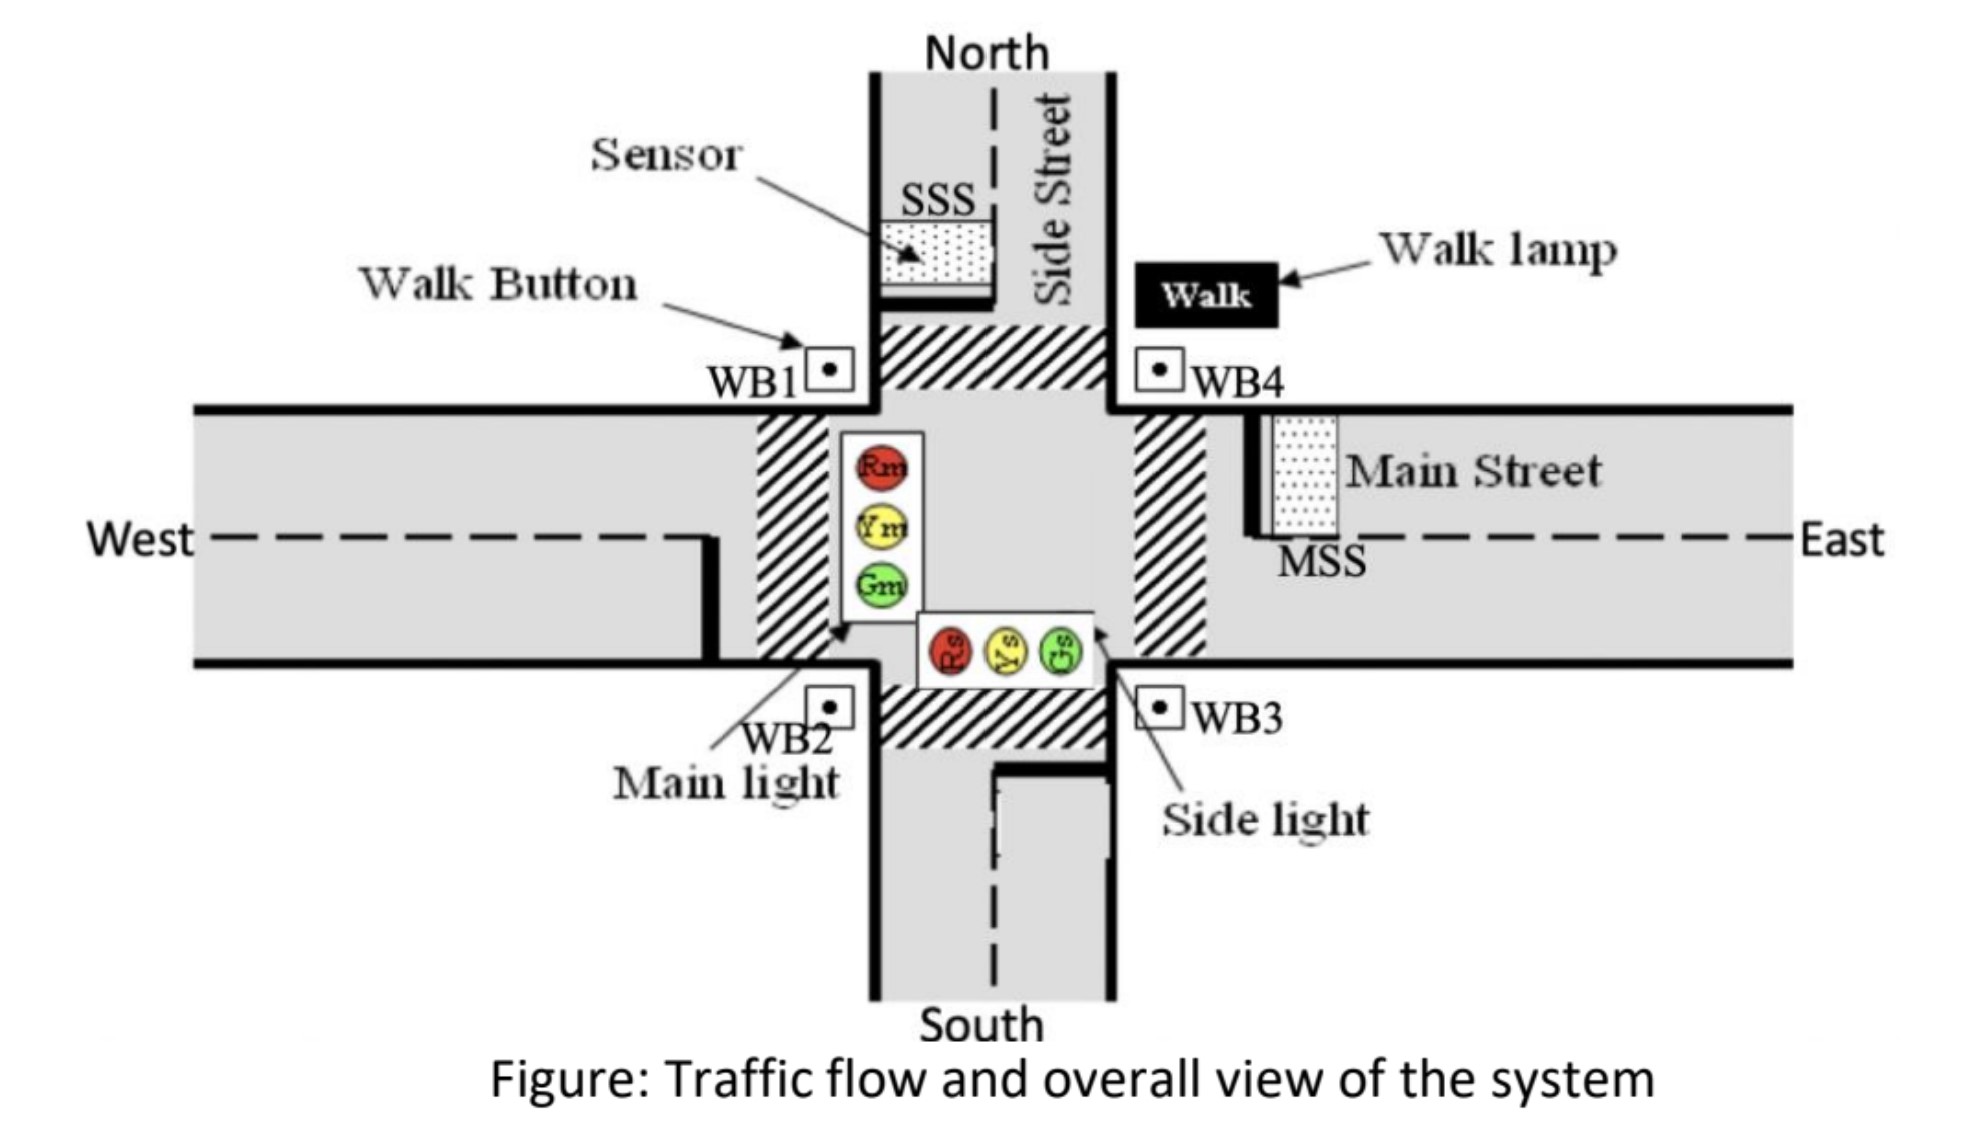 North
Sensor
SSS
Side Street
Walk Button
Walk lamp
Walk
WB1
WB4
Rm
Ym
Gm
Main Street
West
East
MSS
Rs
Ys
Gs
WB2
WB3
Main light
Side light
South
Figure: Traffic flow and overall view of the system